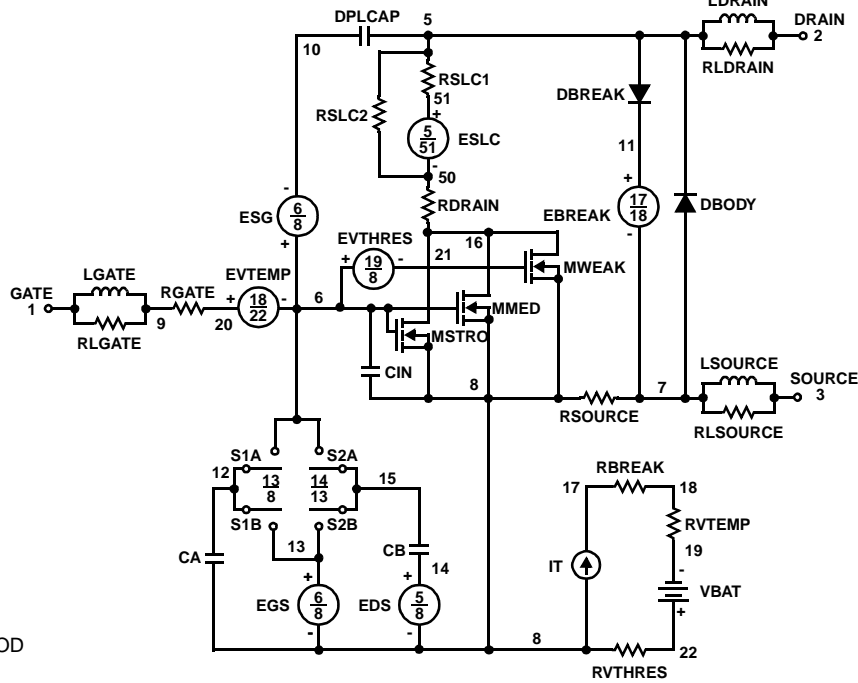 LDRAIN
DPLCAP
5
DRAIN
2
10
RLDRAIN
RSLC1
51
DBREAK
RSLC2
+
5
51
ESLC
-
11
50
-
+
17
18
RDRAIN
DBODY
ESG
6
8
EBREAK
+
EVTHRES
16
-
+
19
8
-
21
MWEAK
LGATE
EVTEMP
GATE
1
RGATE
+
18
22
-
6
MMED
9
20
MSTRO
RLGATE
LSOURCE
CIN
8
7
SOURCE
3
RSOURCE
RLSOURCE
S1A
S2A
12
13
8
14
13
15
RBREAK
17
18
S1B
S2B
RVTEMP
13
CB
19
CA
14
IT
-
+
+
VBAT
EGS
6
8
EDS
5
8
+
-
-
8
22
RVTHRES
OD